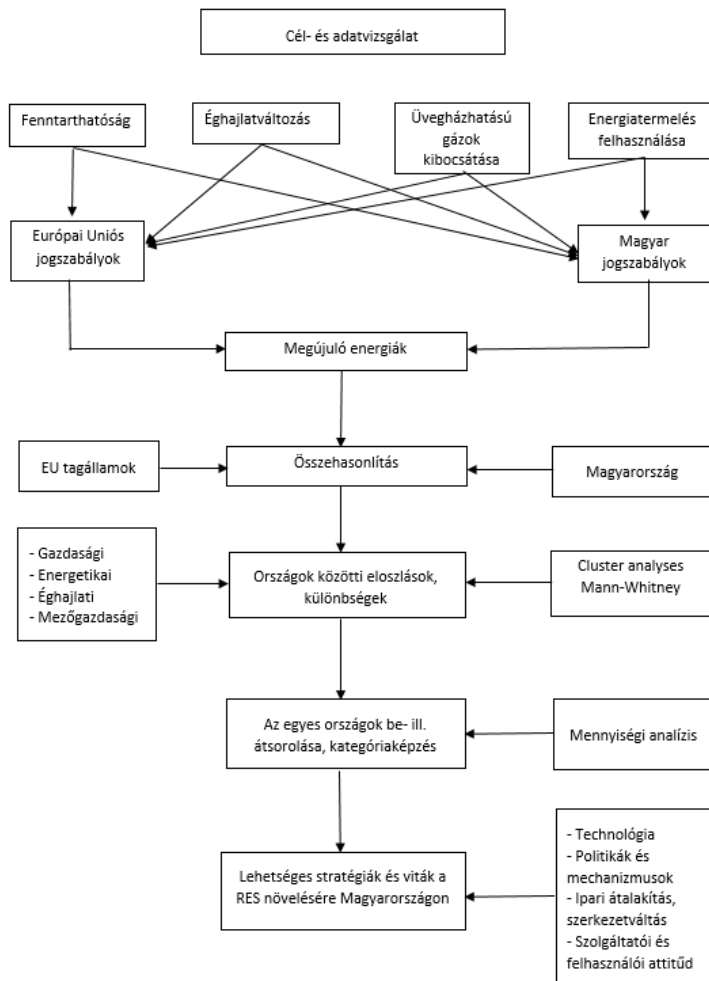 Cél- és adatvizsgálat
Fenntarthatóság
Éghajlatváltozás
Üvegházhatású
gázok
kibocsátása
Energiatermelés
felhasználása
Európai Uniós
jogszabályok
Magyar
jogszabályok
Megújuló energiák
EU tagállamok
Összehasonlítás
Magyarország
- Gazdasági
- Energetikai
- Éghajlati
- Mezőgazdasági
Országok közötti eloszlások,
különbségek
Cluster analyses
Mann-Whitney
Az egyes országok be- ill.
átsorolása, kategóriaképzés
Mennyiségi analízis
Lehetséges stratégiák és viták a
RES növelésére Magyarországon
- Technológia
- Politikák és
mechanizmusok
- Ipari átalakítás,
szerkezetváltás
- Szolgáltatói és
felhasználói attitűd